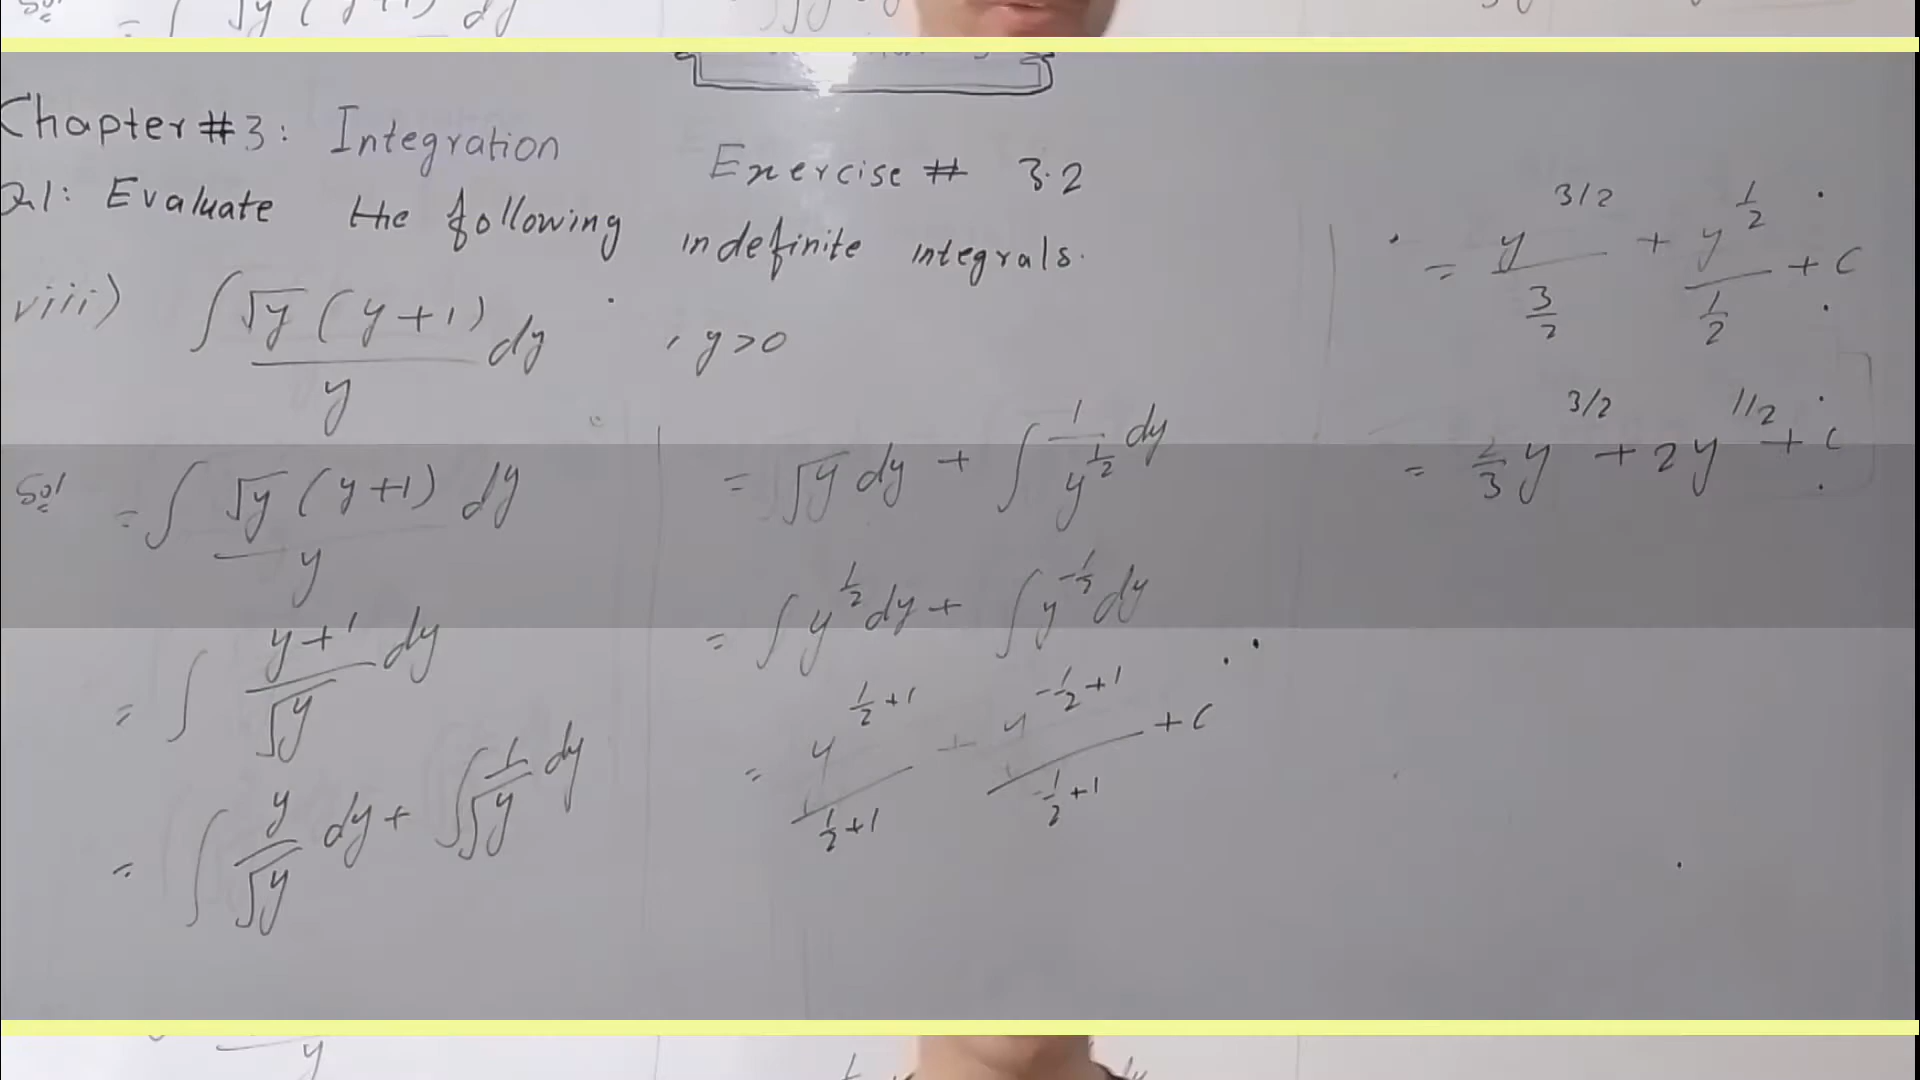 Chapter #3: Integration
Exercise # 3.2
Q1: Evaluate the following indefinite integrals.
viii) ∫ √y (y+1)/y dy , y>0
Sol = ∫ √y (y+1)/y dy
= ∫ (y+1)/√y dy
= ∫ y/√y dy + ∫ 1/√y dy
= √y dy + ∫ 1/y^(1/2) dy
= ∫ y^(1/2) dy + ∫ y^(-1/2) dy
= y^(1/2+1)/(1/2+1) + y^(-1/2+1)/(-1/2+1) + c
= y^(3/2)/(3/2) + y^(1/2)/(1/2) + c
= 2/3 y^(3/2) + 2y^(1/2) + c